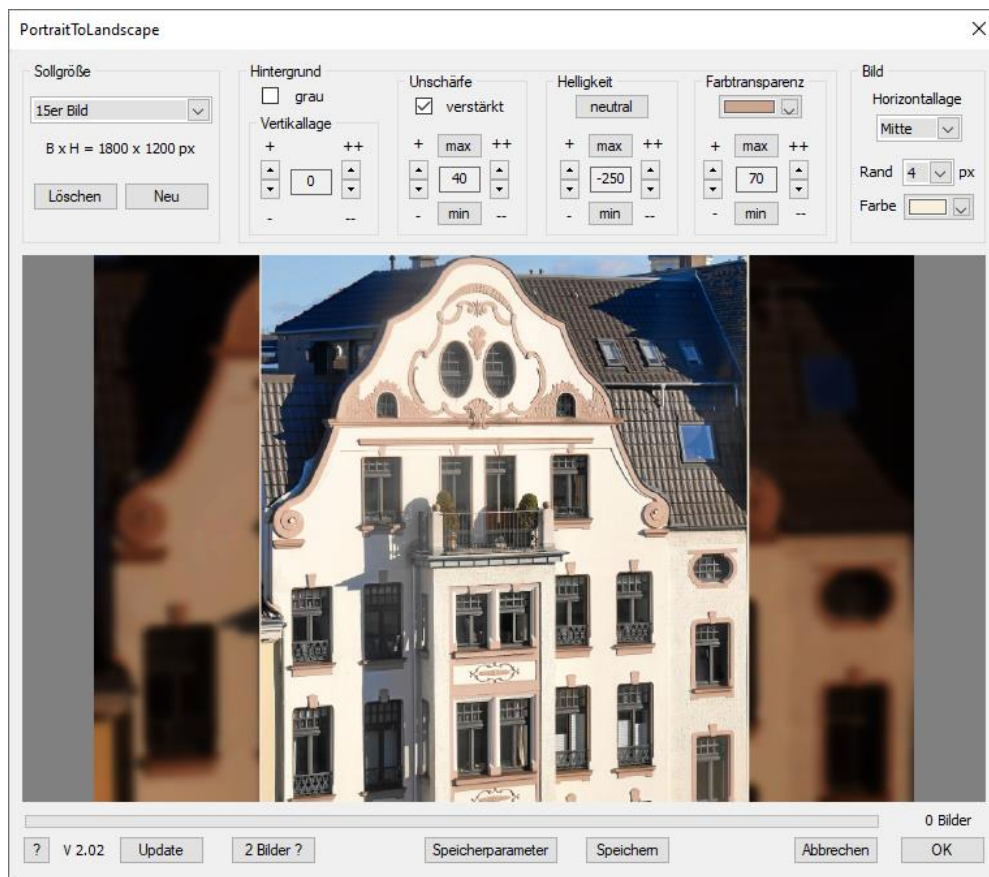 PortraitToLandscape
Sollgröße
15er Bild
B x H = 1800 x 1200 px
Löschen Neu
Hintergrund
grau
Vertikallage
+ ++
0
- --
Unschärfe
verstärkt
+ max ++
40
- min --
Helligkeit
neutral
+ max ++
-250
- min --
Farbtransparenz
+ max ++
70
- min --
Bild
Horizontallage
Mitte
Rand 4 px
Farbe
0 Bilder
? V 2.02 Update 2 Bilder ? Speicherparameter Speichern Abbrechen OK